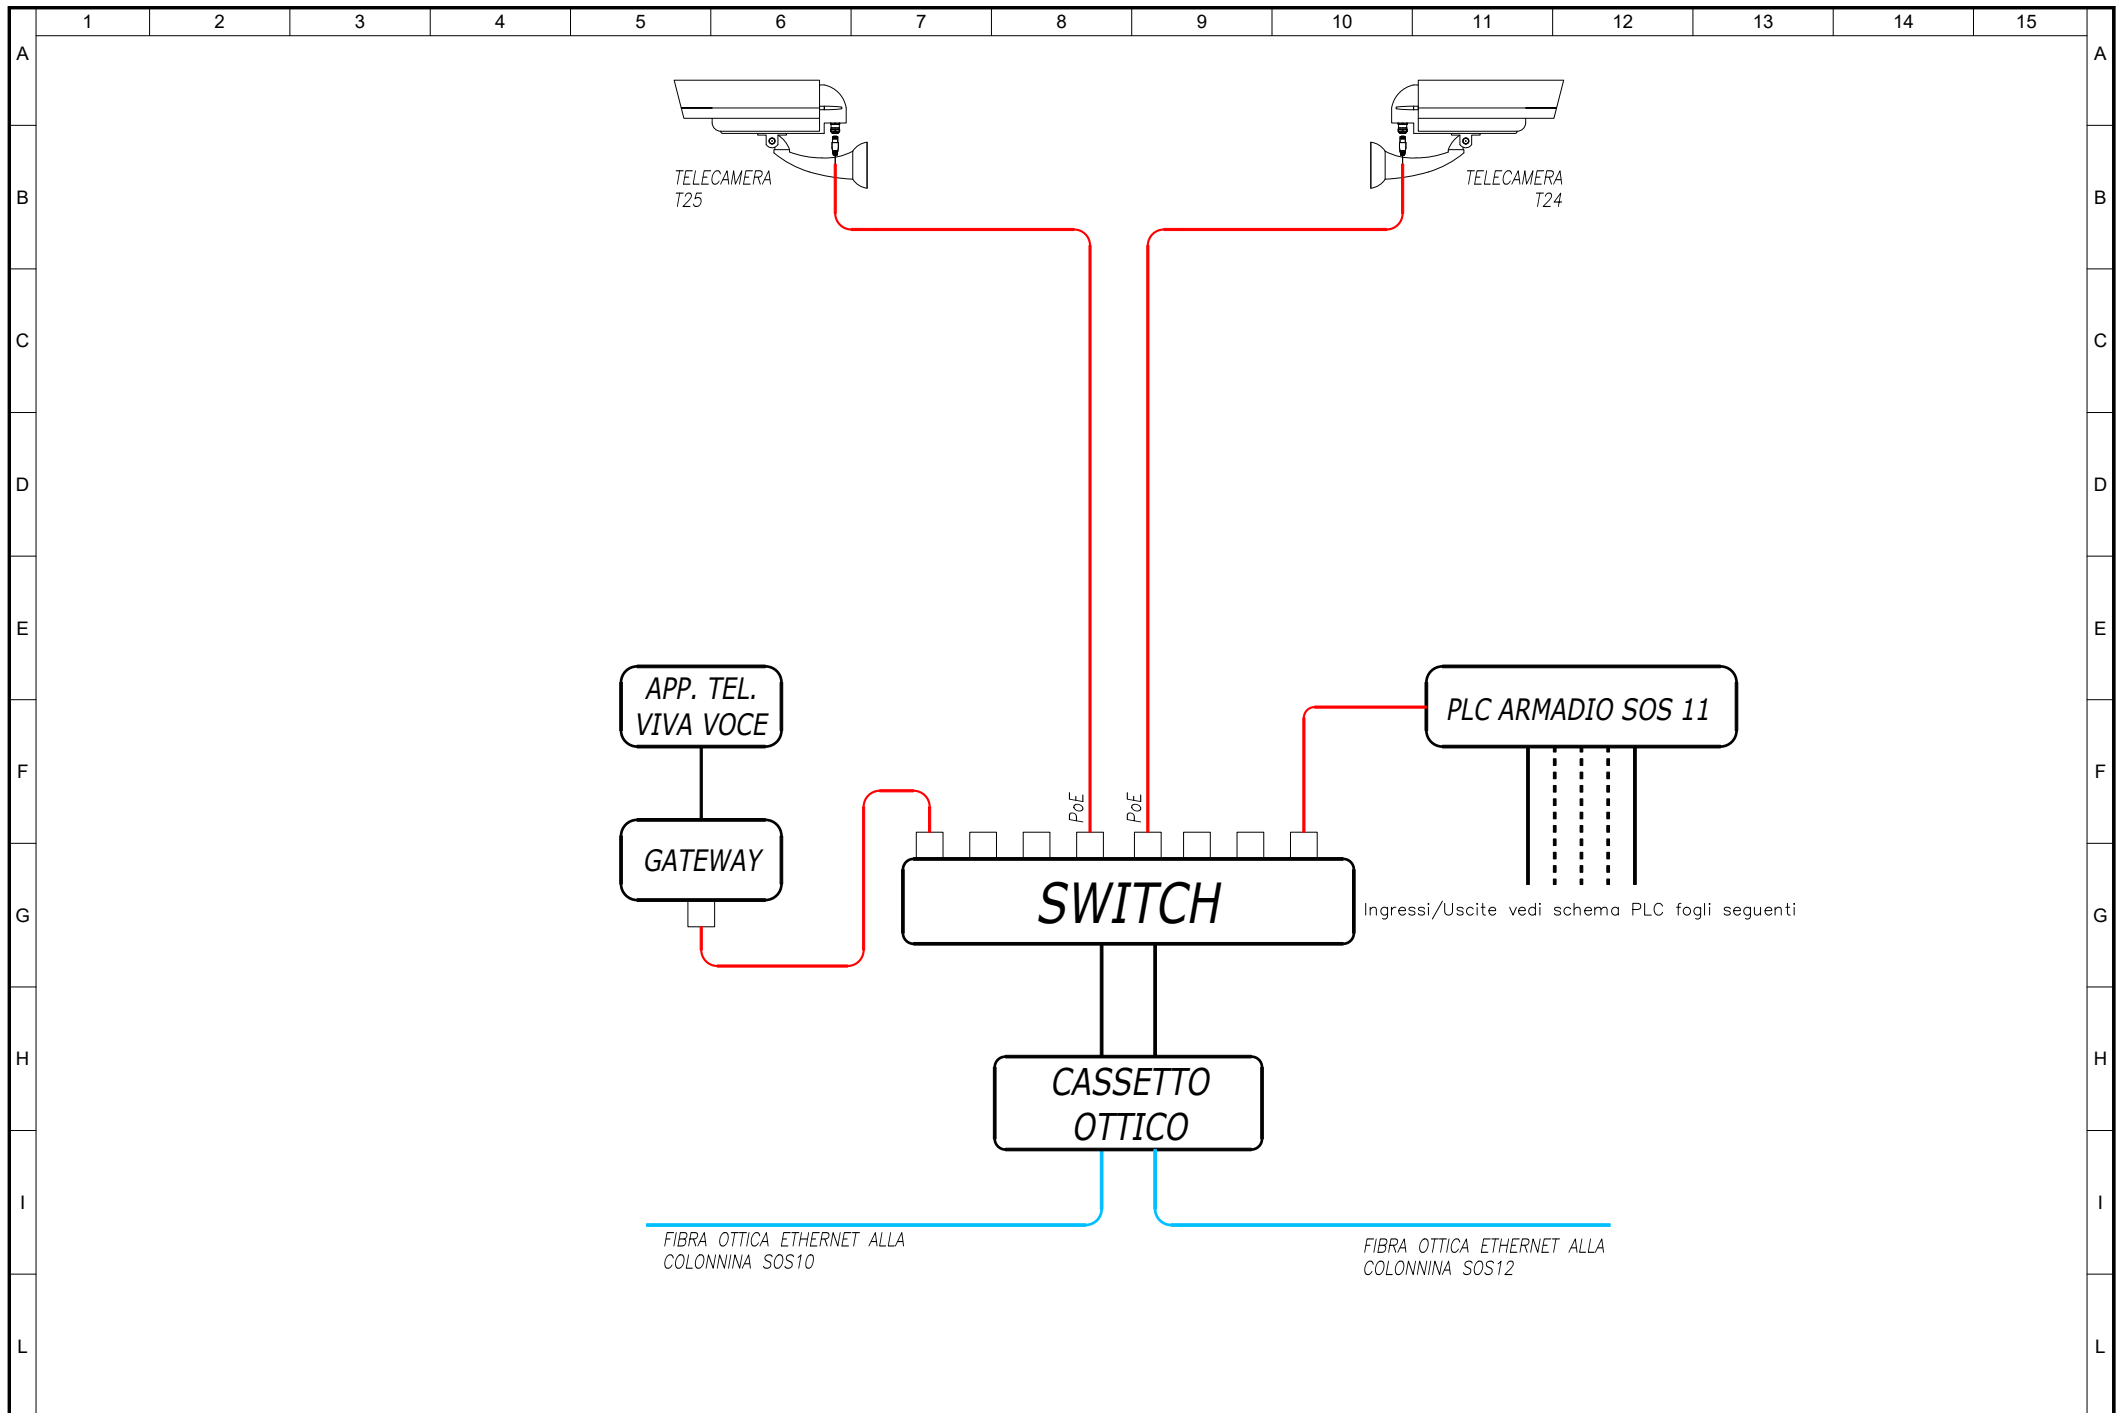 1 2 3 4 5 6 7 8 9 10 11 12 13 14 15
A A
TELECAMERA
T25
TELECAMERA
T24
B B
C C
D D
E E
APP. TEL.
VIVA VOCE
PLC ARMADIO SOS 11
F F
PoE PoE
GATEWAY
SWITCH
Ingressi/Uscite vedi schema PLC fogli seguenti
G G
H H
CASSETTO
OTTICO
I I
FIBRA OTTICA ETHERNET ALLA
COLONNINA SOS10
FIBRA OTTICA ETHERNET ALLA
COLONNINA SOS12
L L